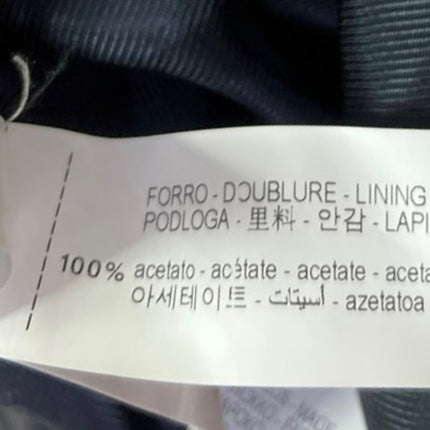 FORRO - DOUBLURE - LINING
PODLOGA · 里料 - 안감 - LAPI
100% acetato - acétate - acetate - aceta
아세테이트 - أسيتات - azetatoa